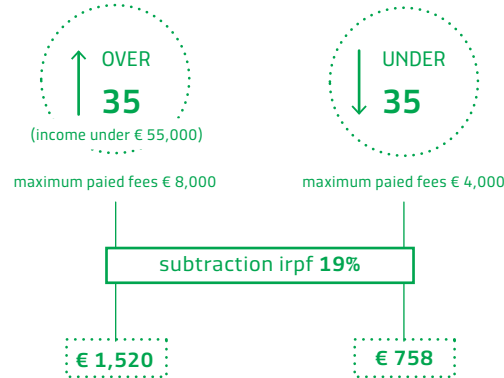 OVER
35
(income under € 55,000)
maximum paied fees € 8,000
UNDER
35
maximum paied fees € 4,000
subtraction irpf 19%
€ 1,520
€ 758